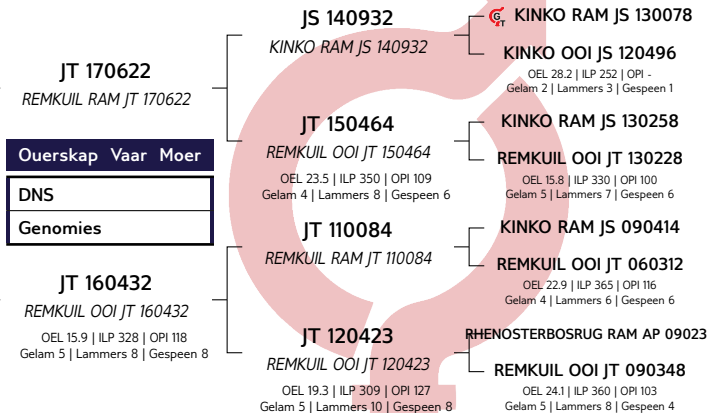 JT 170622
REMKUIL RAM JT 170622
Ouerskap Vaar Moer
DNS
Genomies
JT 160432
REMKUIL OOI JT 160432
OEL 15.9 | ILP 328 | OPI 118
Gelam 5 | Lammers 8 | Gespeen 8
JS 140932
KINKO RAM JS 140932
JT 150464
REMKUIL OOI JT 150464
OEL 23.5 | ILP 350 | OPI 109
Gelam 4 | Lammers 8 | Gespeen 6
JT 110084
REMKUIL RAM JT 110084
JT 120423
REMKUIL OOI JT 120423
OEL 19.3 | ILP 309 | OPI 127
Gelam 5 | Lammers 10 | Gespeen 8
GT KINKO RAM JS 130078
KINKO OOI JS 120496
OEL 28.2 | ILP 252 | OPI -
Gelam 2 | Lammers 3 | Gespeen 1
KINKO RAM JS 130258
REMKUIL OOI JT 130228
OEL 15.8 | ILP 330 | OPI 100
Gelam 5 | Lammers 7 | Gespeen 6
KINKO RAM JS 090414
REMKUIL OOI JT 060312
OEL 22.9 | ILP 365 | OPI 116
Gelam 4 | Lammers 6 | Gespeen 6
RHENOSTERBOSRUG RAM AP 09023
REMKUIL OOI JT 090348
OEL 24.1 | ILP 360 | OPI 103
Gelam 5 | Lammers 8 | Gespeen 4